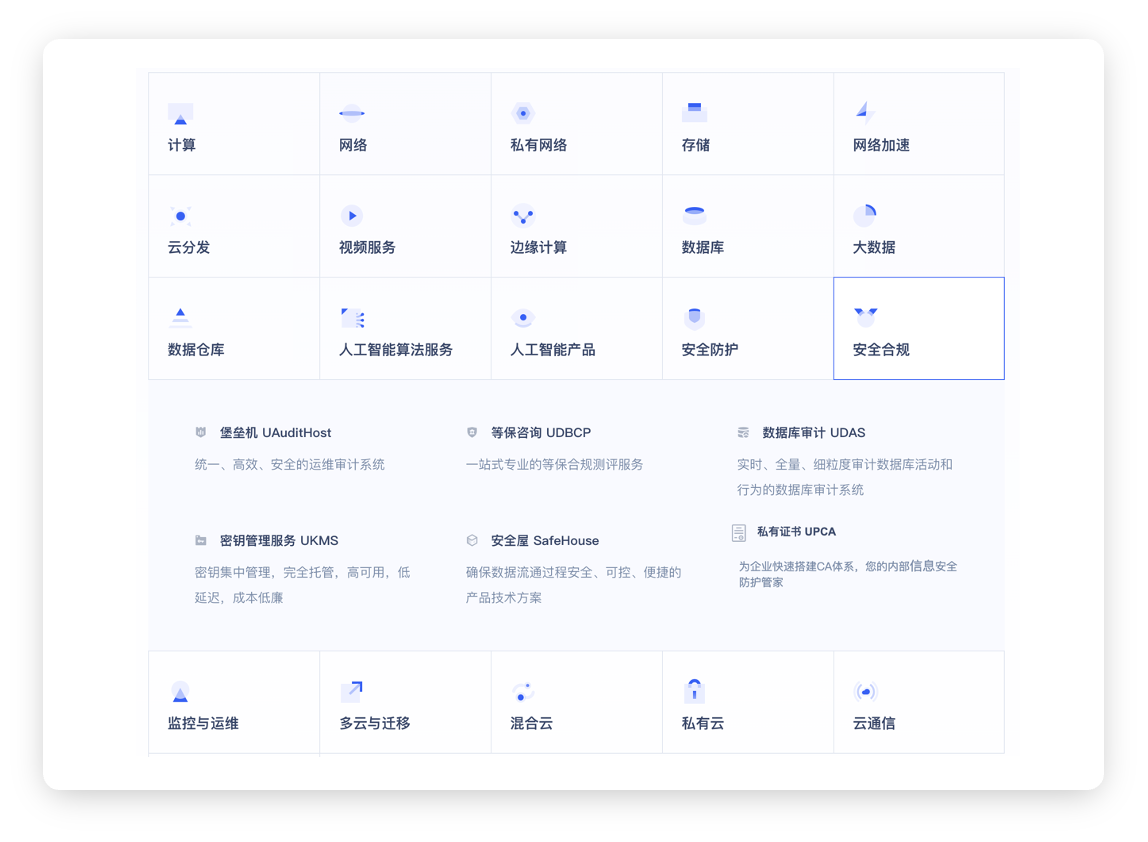 计算
网络
私有网络
存储
网络加速
云分发
视频服务
边缘计算
数据库
大数据
数据仓库
人工智能算法服务
人工智能产品
安全防护
安全合规
堡垒机 UAuditHost
统一、高效、安全的运维审计系统
等保咨询 UDBCP
一站式专业的等保合规测评服务
数据库审计 UDAS
实时、全量、细粒度审计数据库活动和
行为的数据库审计系统
密钥管理服务 UKMS
密钥集中管理，完全托管，高可用，低
延迟，成本低廉
安全屋 SafeHouse
确保数据流通过程安全、可控、便捷的
产品技术方案
私有证书 UPCA
为企业快速搭建CA体系，您的内部信息安全
防护管家
监控与运维
多云与迁移
混合云
私有云
云通信